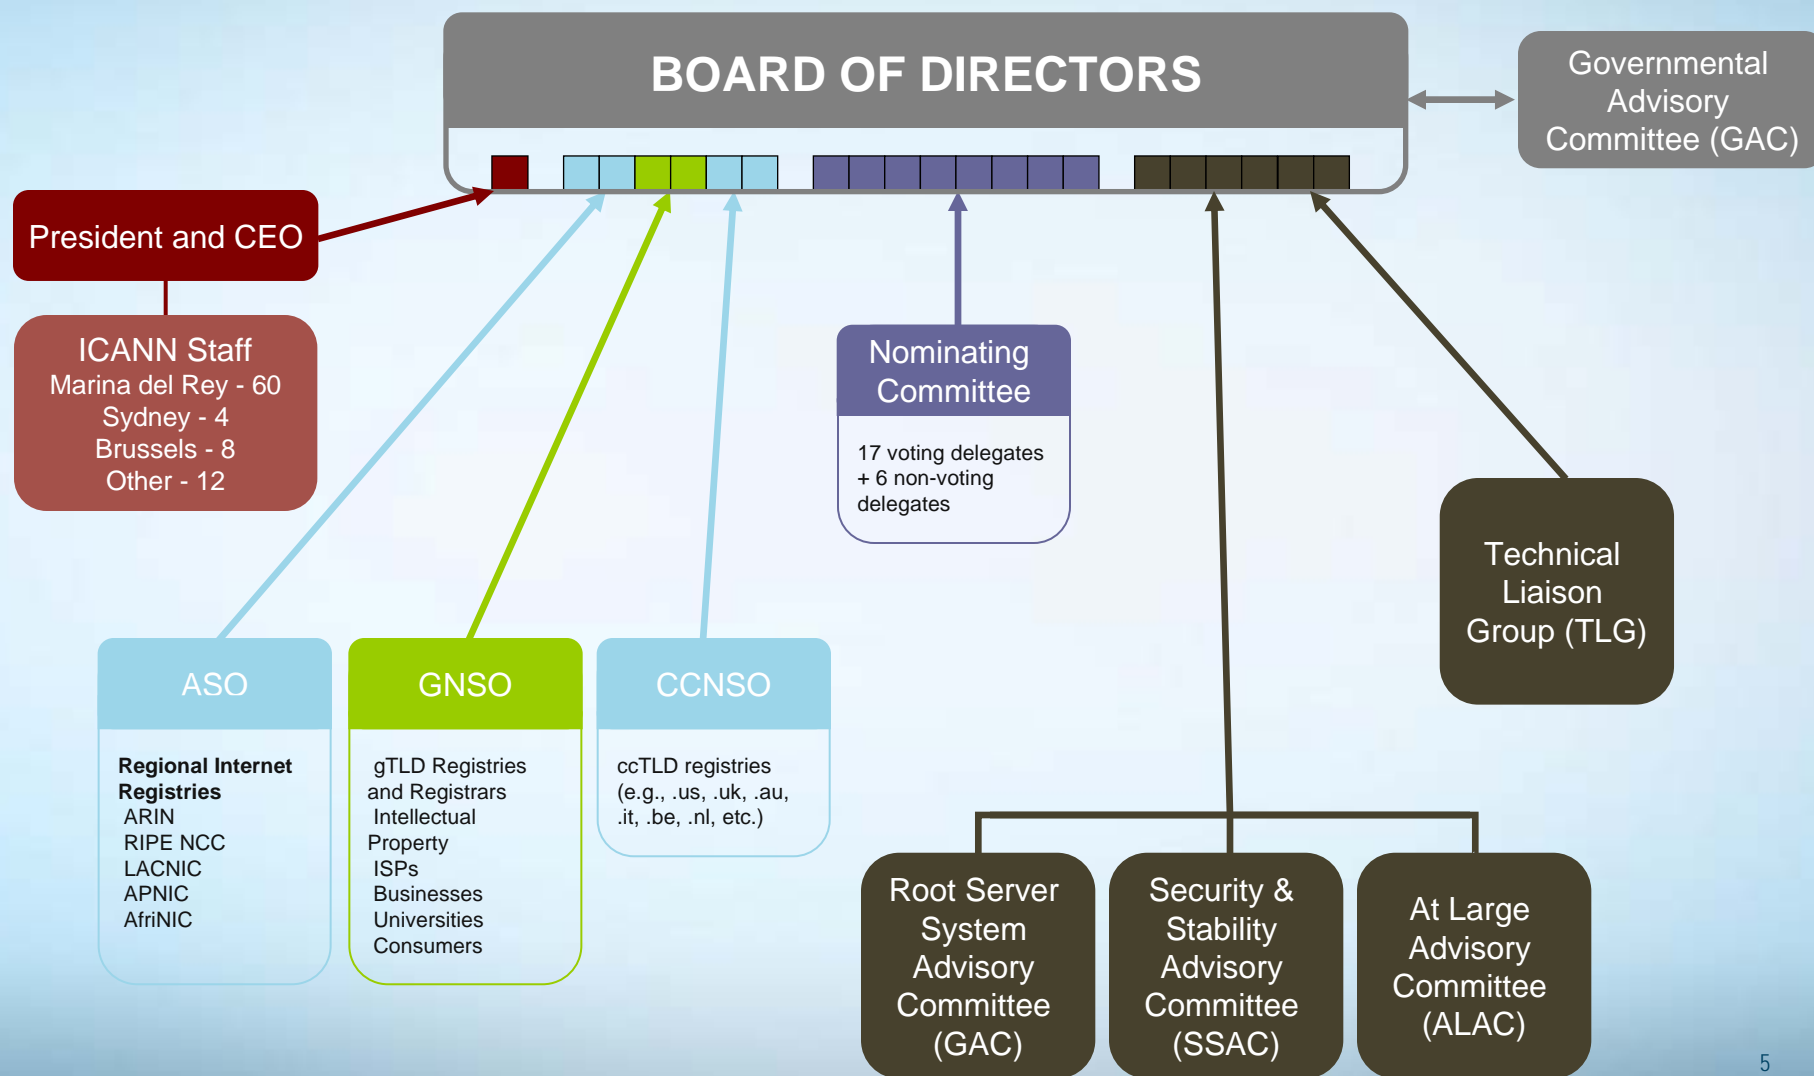 BOARD OF DIRECTORS
Governmental
Advisory
Committee (GAC)
President and CEO
ICANN Staff
Marina del Rey - 60
Sydney - 4
Brussels - 8
Other - 12
Nominating
Committee
17 voting delegates
+ 6 non-voting
delegates
Technical
Liaison
Group (TLG)
ASO
Regional Internet
Registries
ARIN
RIPE NCC
LACNIC
APNIC
AfriNIC
GNSO
gTLD Registries
and Registrars
Intellectual
Property
ISPs
Businesses
Universities
Consumers
CCNSO
ccTLD registries
(e.g., .us, .uk, .au,
.it, .be, .nl, etc.)
Root Server
System
Advisory
Committee
(GAC)
Security &
Stability
Advisory
Committee
(SSAC)
At Large
Advisory
Committee
(ALAC)
5